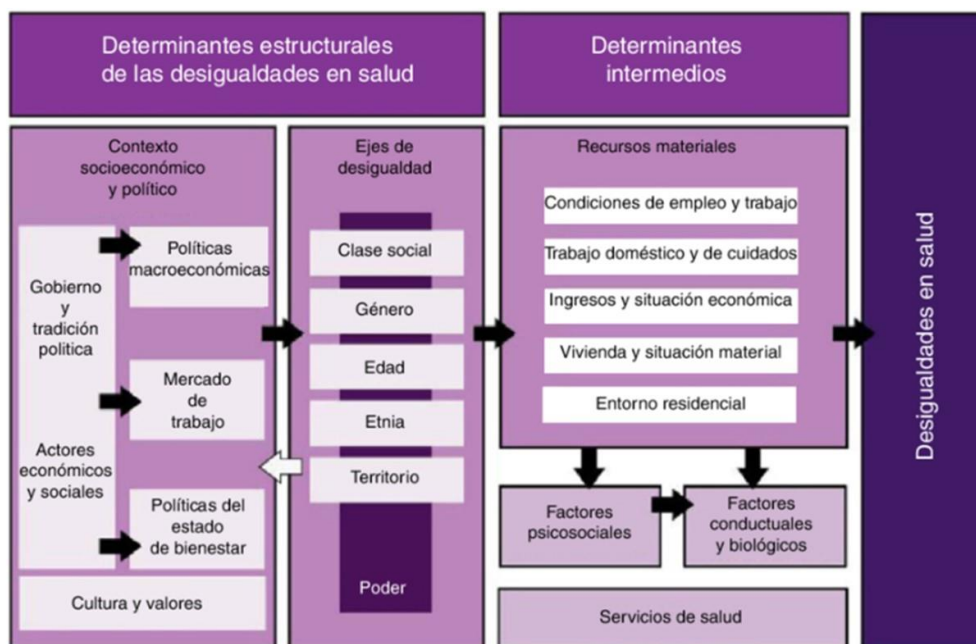 Determinantes estructurales
de las desigualdades en salud
Determinantes
intermedios
Contexto
socioeconómico
y político
Gobierno
y
tradición
politica
Actores
económicos
y sociales
Políticas
macroeconómicas
Mercado
de
trabajo
Políticas del
estado
de bienestar
Cultura y valores
Ejes de
desigualdad
Clase social
Género
Edad
Etnia
Territorio
Poder
Recursos materiales
Condiciones de empleo y trabajo
Trabajo doméstico y de cuidados
Ingresos y situación económica
Vivienda y situación material
Entorno residencial
Factores
psicosociales
Factores
conductuales
y biológicos
Servicios de salud
Desigualdades en salud